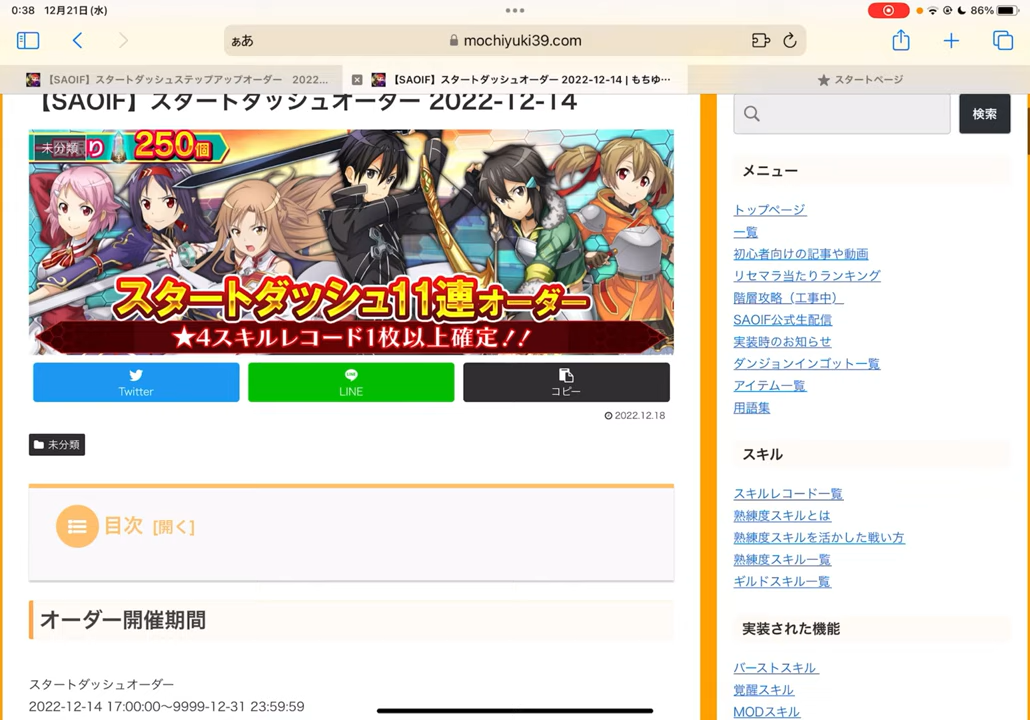 0:38 12月21日(水)
86%
ぁあ
mochiyuki39.com
【SAOIF】スタートダッシュステップアップオーダー 2022...
【SAOIF】スタートダッシュオーダー 2022-12-14 | もちゆ…
スタートページ
【SAOIF】スタートダッシュオーダー 2022-12-14
未分類
り
250個
スタートダッシュ11連オーダー
★4スキルレコード1枚以上確定!!
Twitter
LINE
コピー
2022.12.18
未分類
目次 [開く]
オーダー開催期間
スタートダッシュオーダー
2022-12-14 17:00:00〜9999-12-31 23:59:59
検索
メニュー
トップページ
一覧
初心者向けの記事や動画
リセマラ当たりランキング
階層攻略(工事中)
SAOIF公式生配信
実装時のお知らせ
ダンジョンインゴット一覧
アイテム一覧
用語集
スキル
スキルレコード一覧
熟練度スキルとは
熟練度スキルを活かした戦い方
熟練度スキル一覧
ギルドスキル一覧
実装された機能
バーストスキル
覚醒スキル
MODスキル